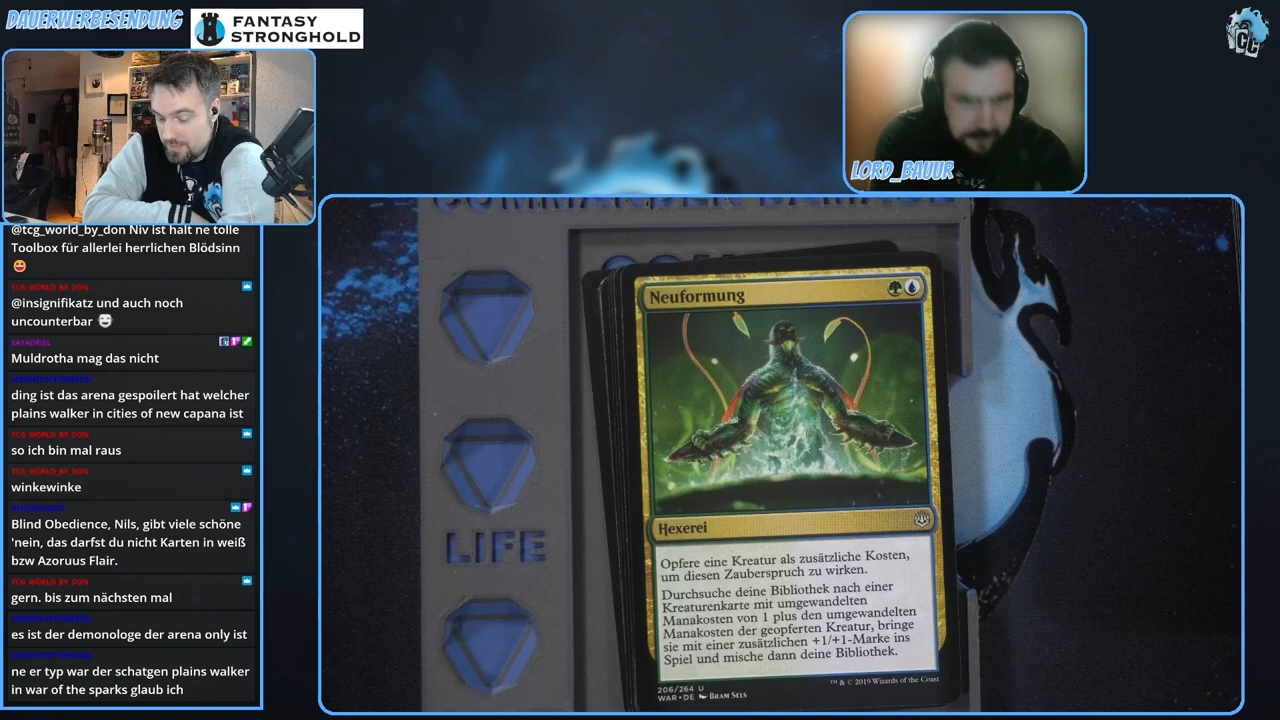 DAUERWERBESENDUNG
FANTASY
STRONGHOLD
LORD_BAUUR
@tcg_world_by_don Niv ist halt ne tolle
Toolbox für allerlei herrlichen Blödsinn
TCG_WORLD_BY_DON
@insignifikatz und auch noch
uncounterbar
SAYADRIEL
Muldrotha mag das nicht
ding ist das arena gespoilert hat welcher
plains walker in cities of new capana ist
TCG_WORLD_BY_DON
so ich bin mal raus
TCG_WORLD_BY_DON
winkewinke
INSIGNIFIKATZ
Blind Obedience, Nils, gibt viele schöne
'nein, das darfst du nicht Karten in weiß
bzw Azoruus Flair.
TCG_WORLD_BY_DON
gern. bis zum nächsten mal
es ist der demonologe der arena only ist
ne er typ war der schatgen plains walker
in war of the sparks glaub ich
LIFE
Neuformung
Hexerei
Opfere eine Kreatur als zusätzliche Kosten,
um diesen Zauberspruch zu wirken.
Durchsuche deine Bibliothek nach einer
Kreaturenkarte mit umgewandelten
Manakosten von 1 plus den umgewandelten
Manakosten der geopferten Kreatur, bringe
sie mit einer zusätzlichen +1/+1-Marke ins
Spiel und mische dann deine Bibliothek.
206/264 U
WAR • DE BRAM SELS
™ & © 2019 Wizards of the Coast